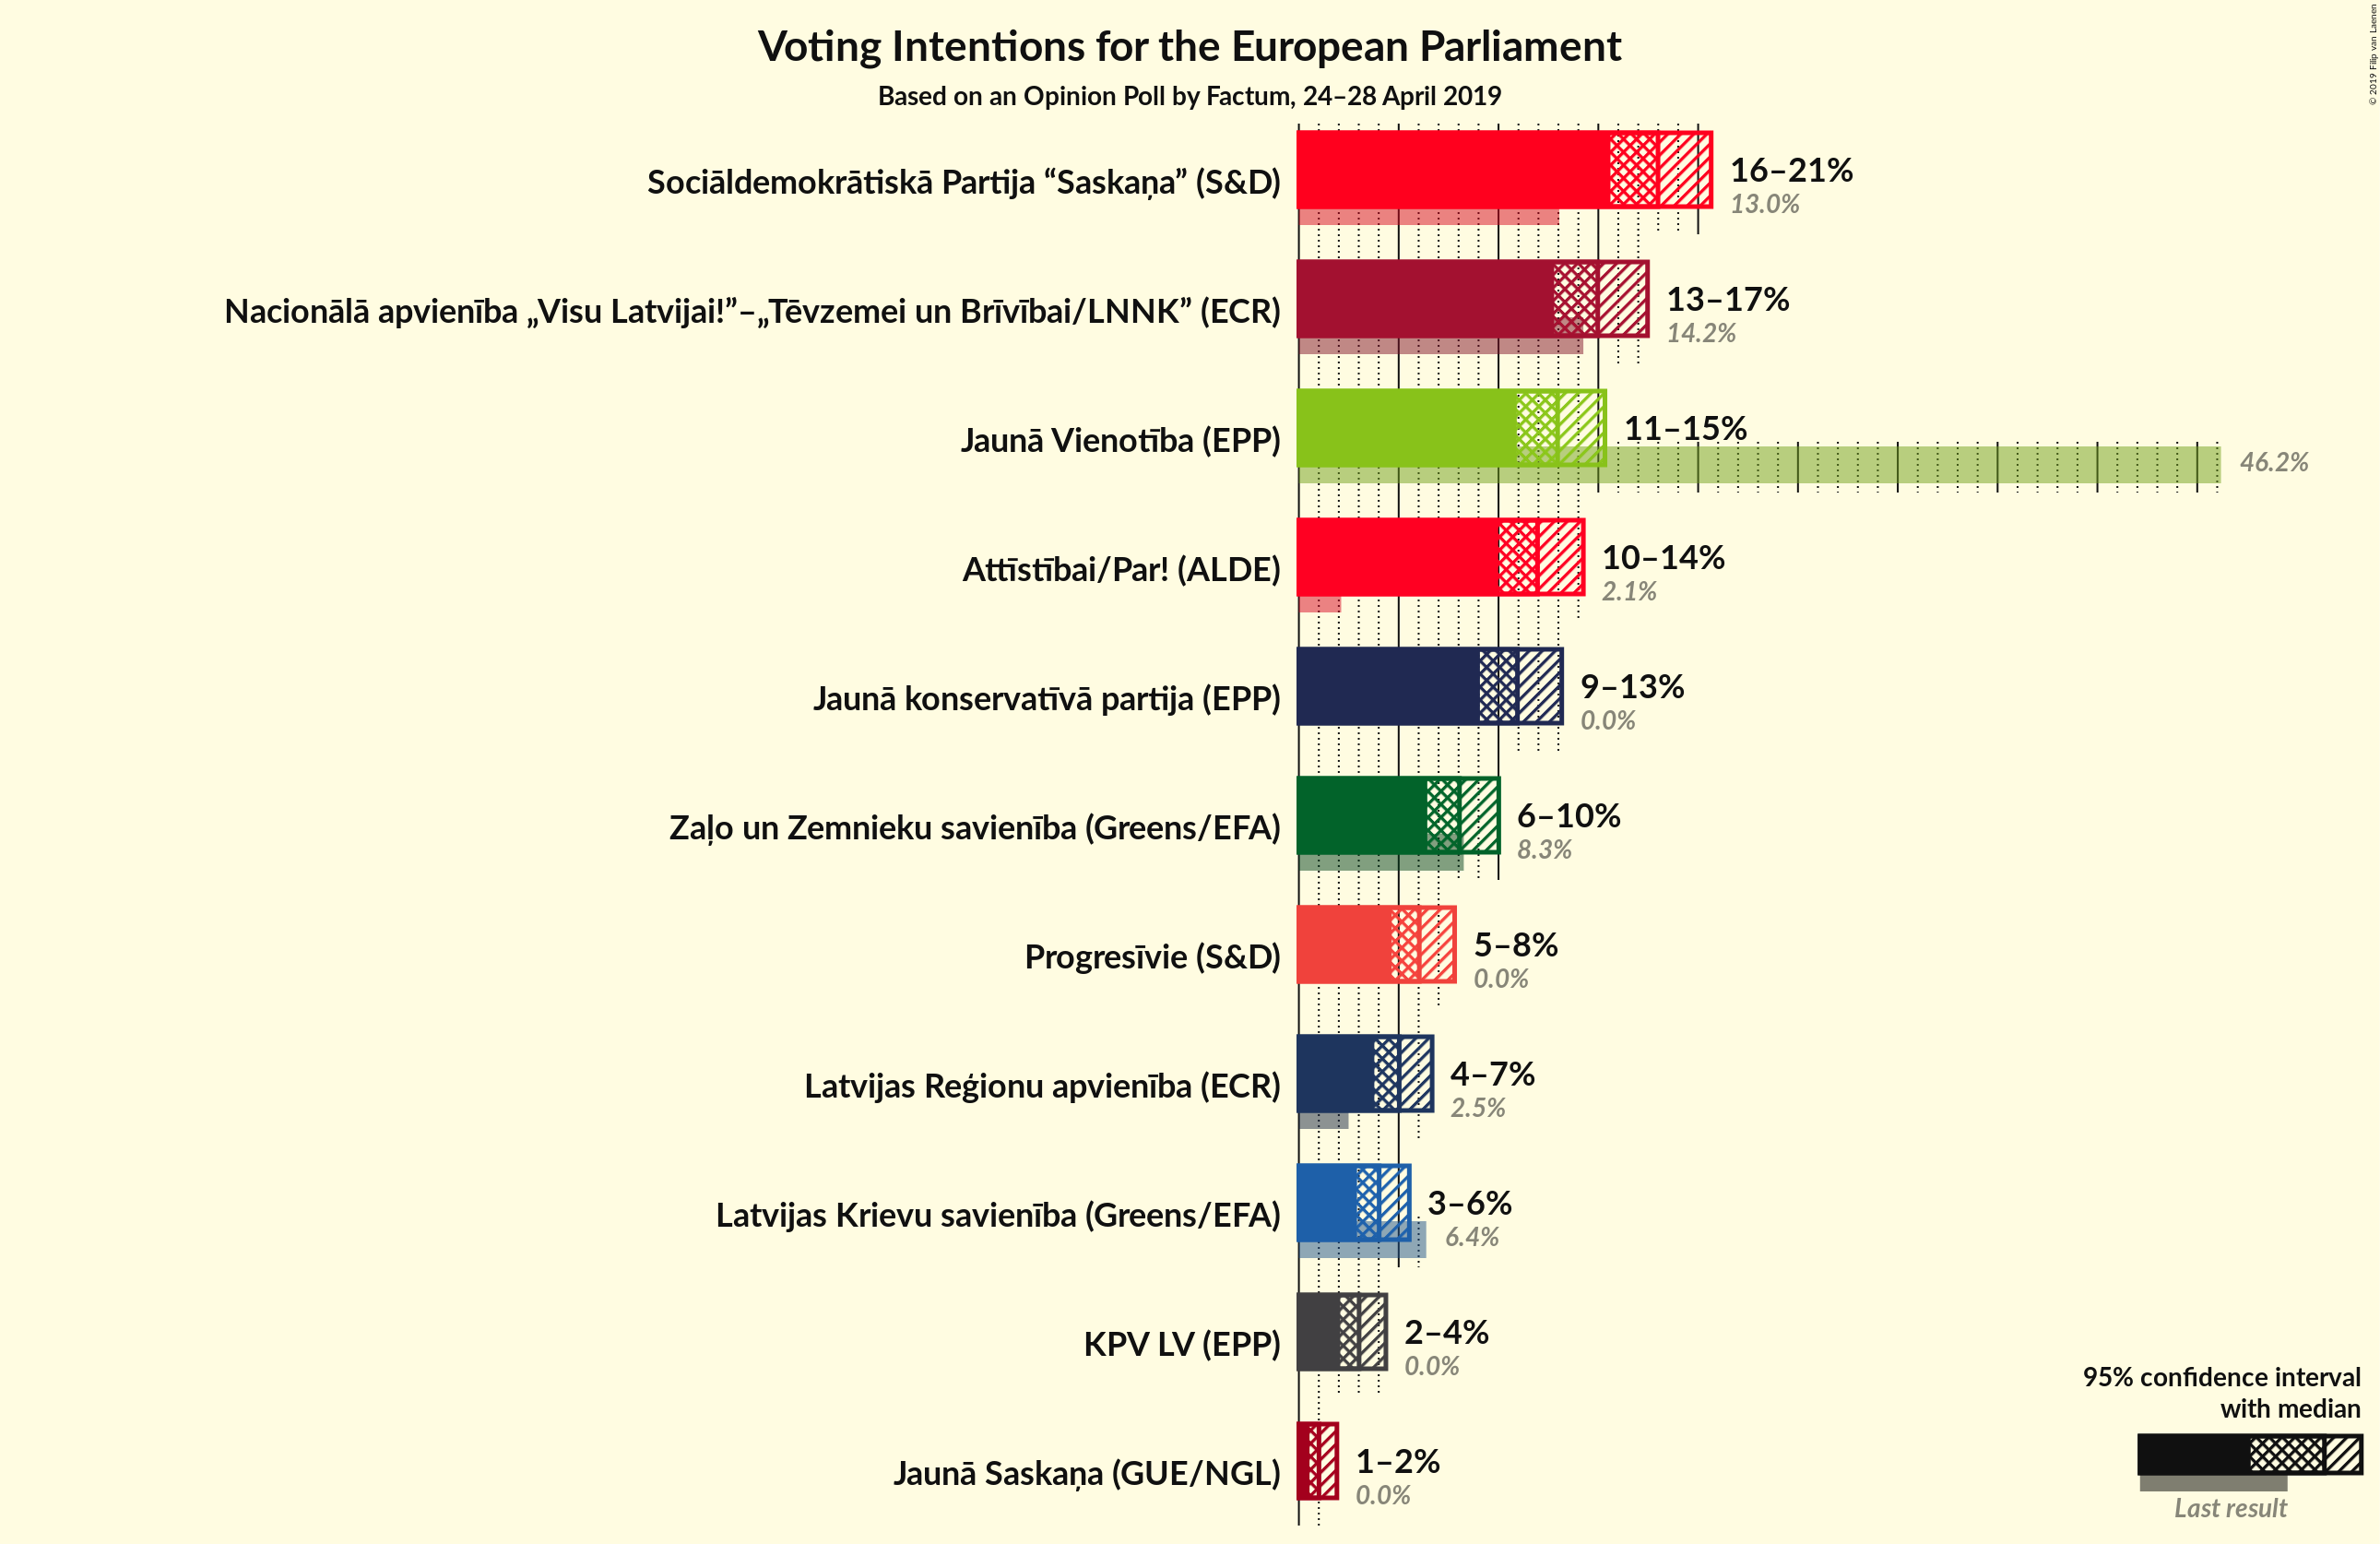 Voting Intentions for the European Parliament
Based on an Opinion Poll by Factum, 24–28 April 2019
© 2019 Filip van Laenen
Sociāldemokrātiskā Partija “Saskaņa” (S&D)
16–21%
13.0%
Nacionālā apvienība „Visu Latvijai!”–„Tēvzemei un Brīvībai/LNNK” (ECR)
13–17%
14.2%
Jaunā Vienotība (EPP)
11–15%
46.2%
Attīstībai/Par! (ALDE)
10–14%
2.1%
Jaunā konservatīvā partija (EPP)
9–13%
0.0%
Zaļo un Zemnieku savienība (Greens/EFA)
6–10%
8.3%
Progresīvie (S&D)
5–8%
0.0%
Latvijas Reģionu apvienība (ECR)
4–7%
2.5%
Latvijas Krievu savienība (Greens/EFA)
3–6%
6.4%
KPV LV (EPP)
2–4%
0.0%
Jaunā Saskaņa (GUE/NGL)
1–2%
0.0%
95% confidence interval
with median
Last result